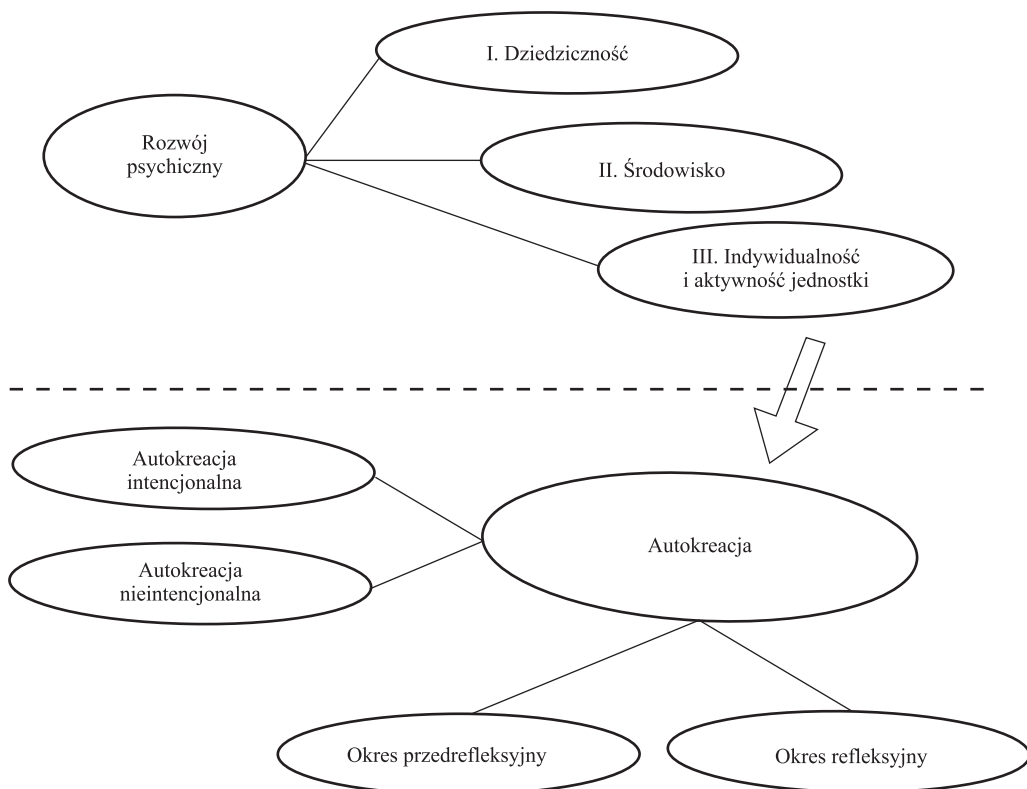 I. Dziedziczność
Rozwój
psychiczny
II. Środowisko
III. Indywidualność
i aktywność jednostki
Autokreacja
intencjonalna
Autokreacja
Autokreacja
nieintencjonalna
Okres przedrefleksyjny
Okres refleksyjny